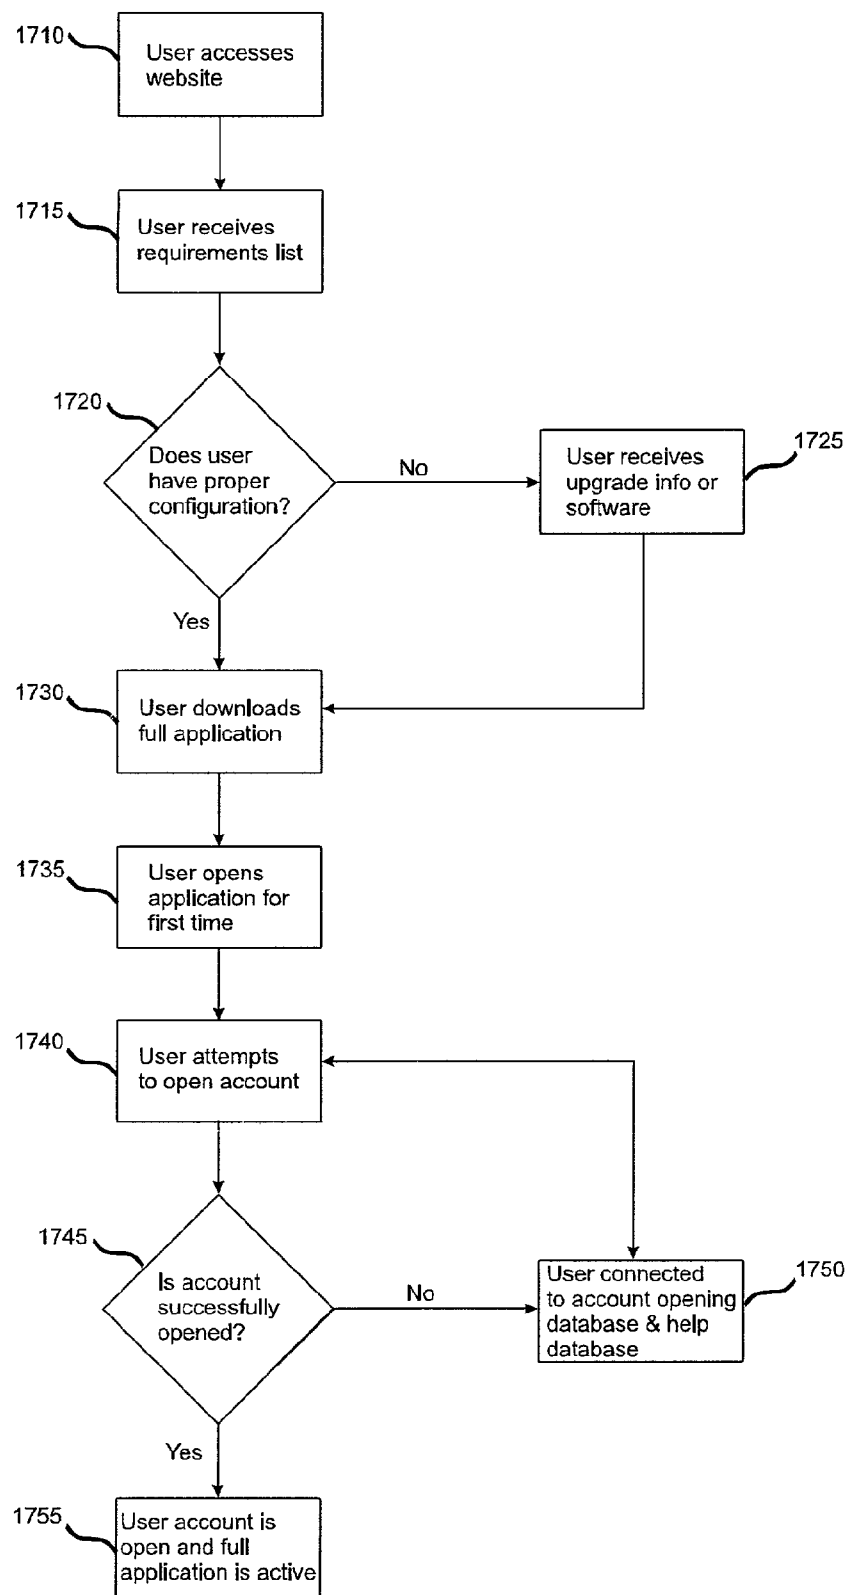 1710
User accesses
website
1715
User receives
requirements list
1720
Does user
have proper
configuration?
No
1725
User receives
upgrade info or
software
Yes
1730
User downloads
full application
1735
User opens
application for
first time
1740
User attempts
to open account
1745
Is account
successfully
opened?
No
1750
User connected
to account opening
database & help
database
Yes
1755
User account is
open and full
application is active